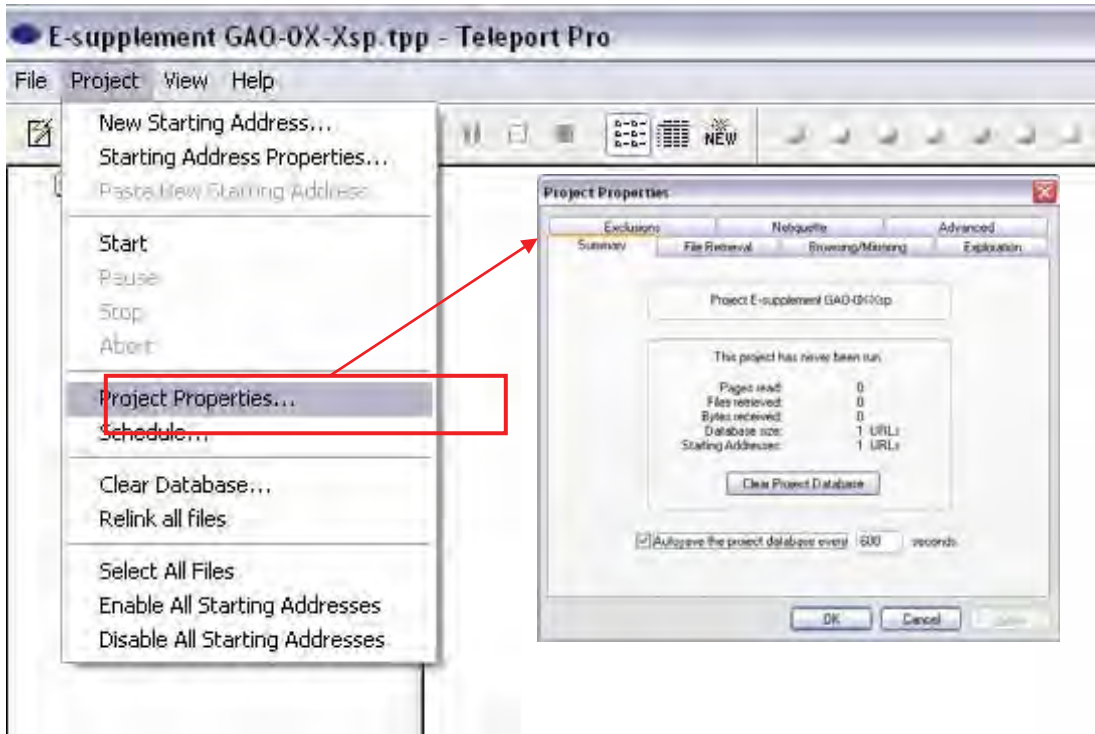 E-supplement GAO-0X-Xsp.tpp - Teleport Pro
File Project View Help
NEW
New Starting Address...
Starting Address Properties...
Paste New Starting Address
Start
Pause
Stop
Abort
Project Properties...
Schedule...
Clear Database...
Relink all files
Select All Files
Enable All Starting Addresses
Disable All Starting Addresses
Project Properties
Exclusions Netiquette Advanced
Summary File Retrieval Browsing/Mirroring Exploration
Project E-supplement GAO-0X-Xsp
This project has never been run.
Pages read: 0
Files retrieved: 0
Bytes received: 0
Database size: 1 URLs
Starting Addresses: 1 URLs
Clear Project Database
Autosave the project database every 600 seconds
OK Cancel